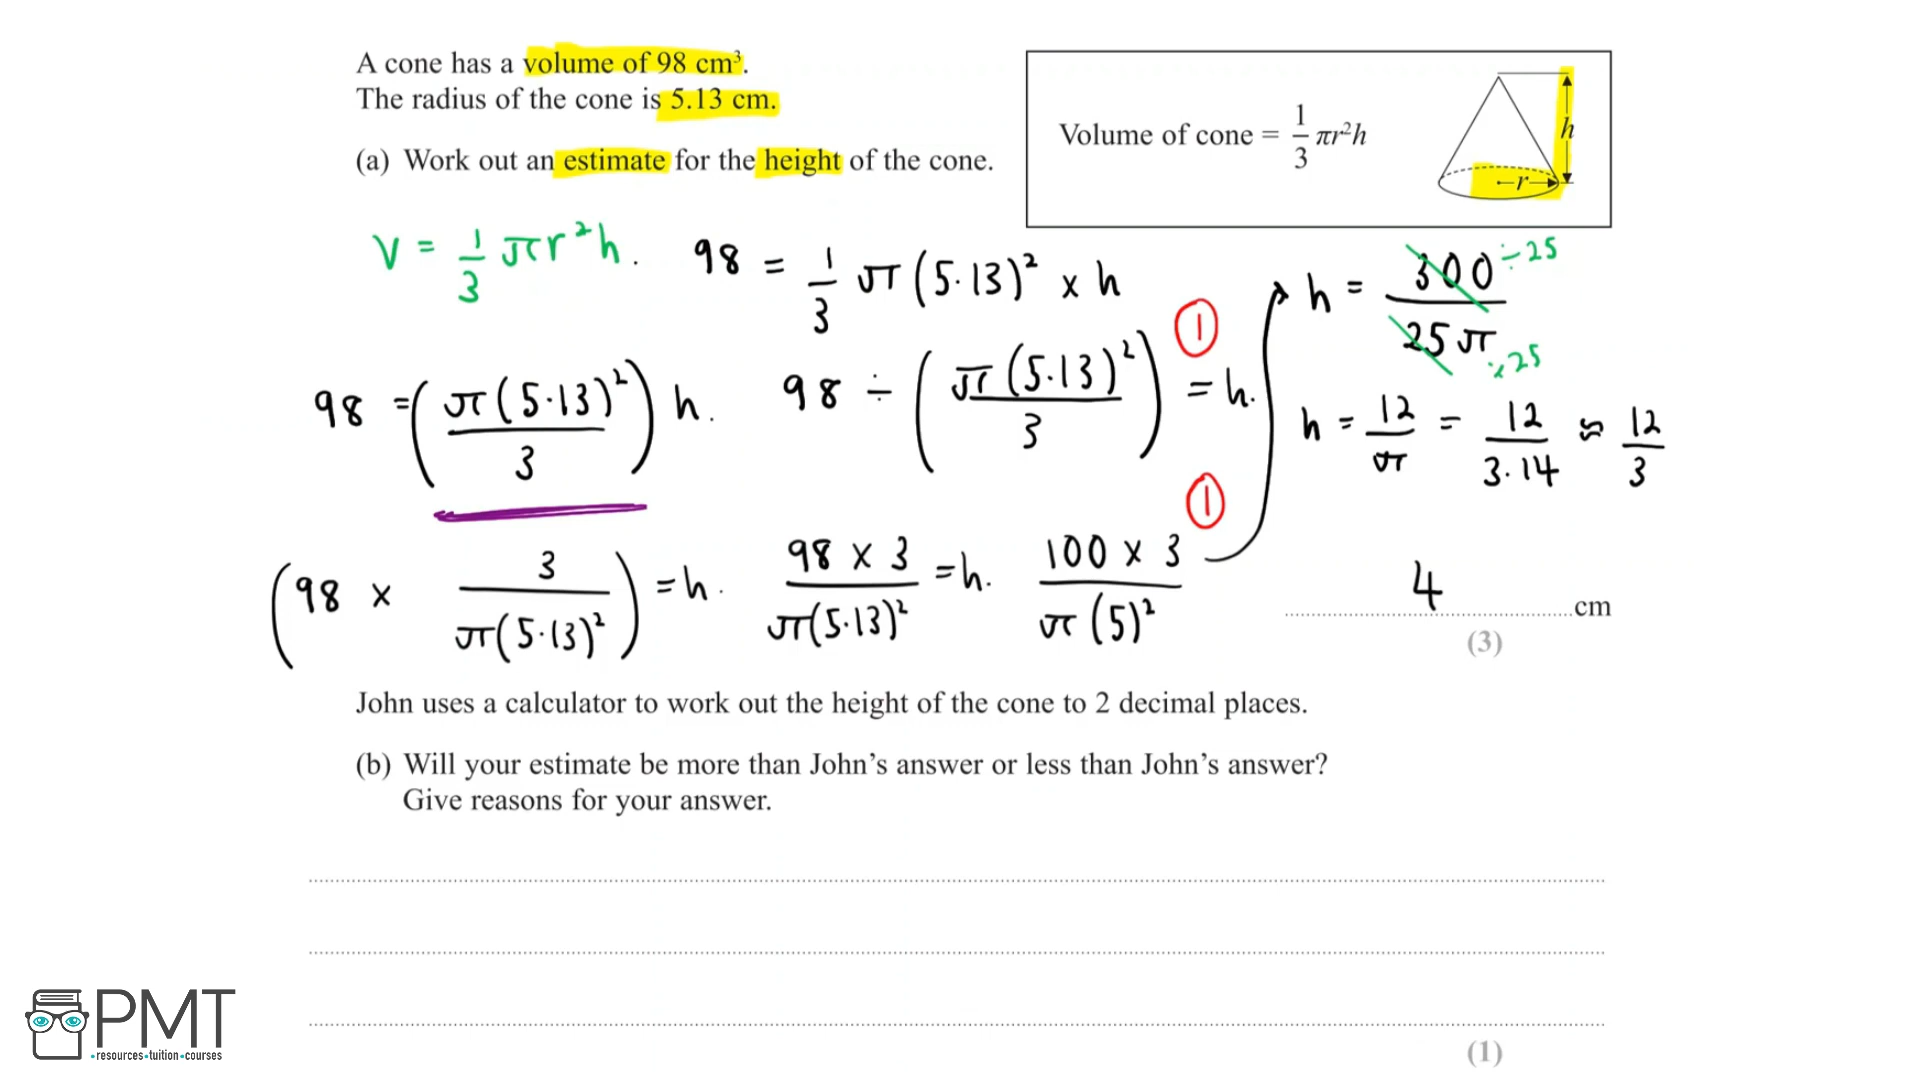 A cone has a volume of 98 cm³.
The radius of the cone is 5.13 cm.
(a) Work out an estimate for the height of the cone.
Volume of cone = 1/3 πr²h
h
r
V = 1/3 πr²h.
98 = 1/3 π(5.13)² x h
98 = (π(5.13)²/3) h.
98 ÷ (π(5.13)²/3) = h.
1
(98 x 3/π(5.13)²) = h.
98 x 3/π(5.13)² = h.
100 x 3/π(5)²
1
h = 300/25π
÷25
÷25
h = 12/π = 12/3.14 ≈ 12/3
4 cm
(3)
John uses a calculator to work out the height of the cone to 2 decimal places.
(b) Will your estimate be more than John’s answer or less than John’s answer?
Give reasons for your answer.
(1)
PMT
•resources•tuition•courses